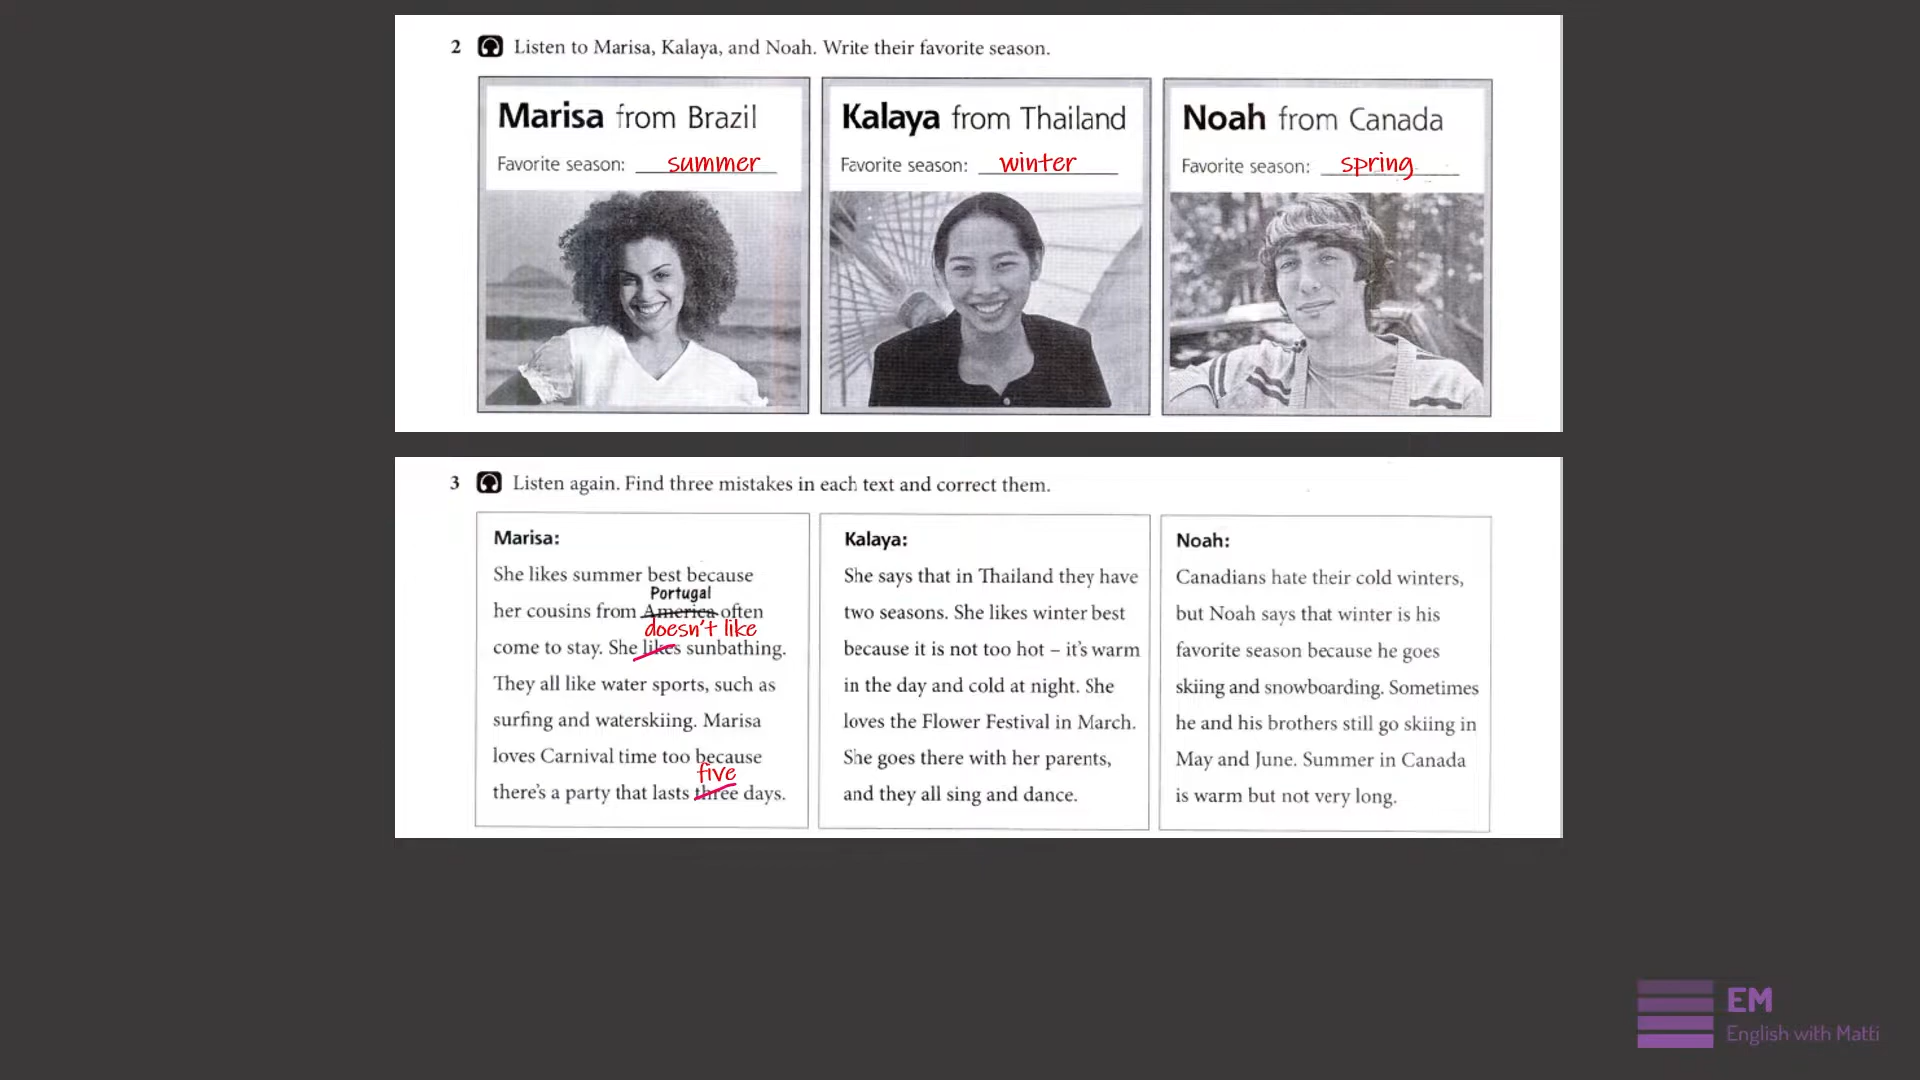 2 Listen to Marisa, Kalaya, and Noah. Write their favorite season.
Marisa from Brazil
Favorite season: summer
Kalaya from Thailand
Favorite season: winter
Noah from Canada
Favorite season: spring
3 Listen again. Find three mistakes in each text and correct them.
Marisa:
She likes summer best because
Portugal
her cousins from America often
doesn't like
come to stay. She likes sunbathing.
They all like water sports, such as
surfing and waterskiing. Marisa
loves Carnival time too because
five
there's a party that lasts three days.
Kalaya:
She says that in Thailand they have
two seasons. She likes winter best
because it is not too hot – it's warm
in the day and cold at night. She
loves the Flower Festival in March.
She goes there with her parents,
and they all sing and dance.
Noah:
Canadians hate their cold winters,
but Noah says that winter is his
favorite season because he goes
skiing and snowboarding. Sometimes
he and his brothers still go skiing in
May and June. Summer in Canada
is warm but not very long.
EM
English with Matti